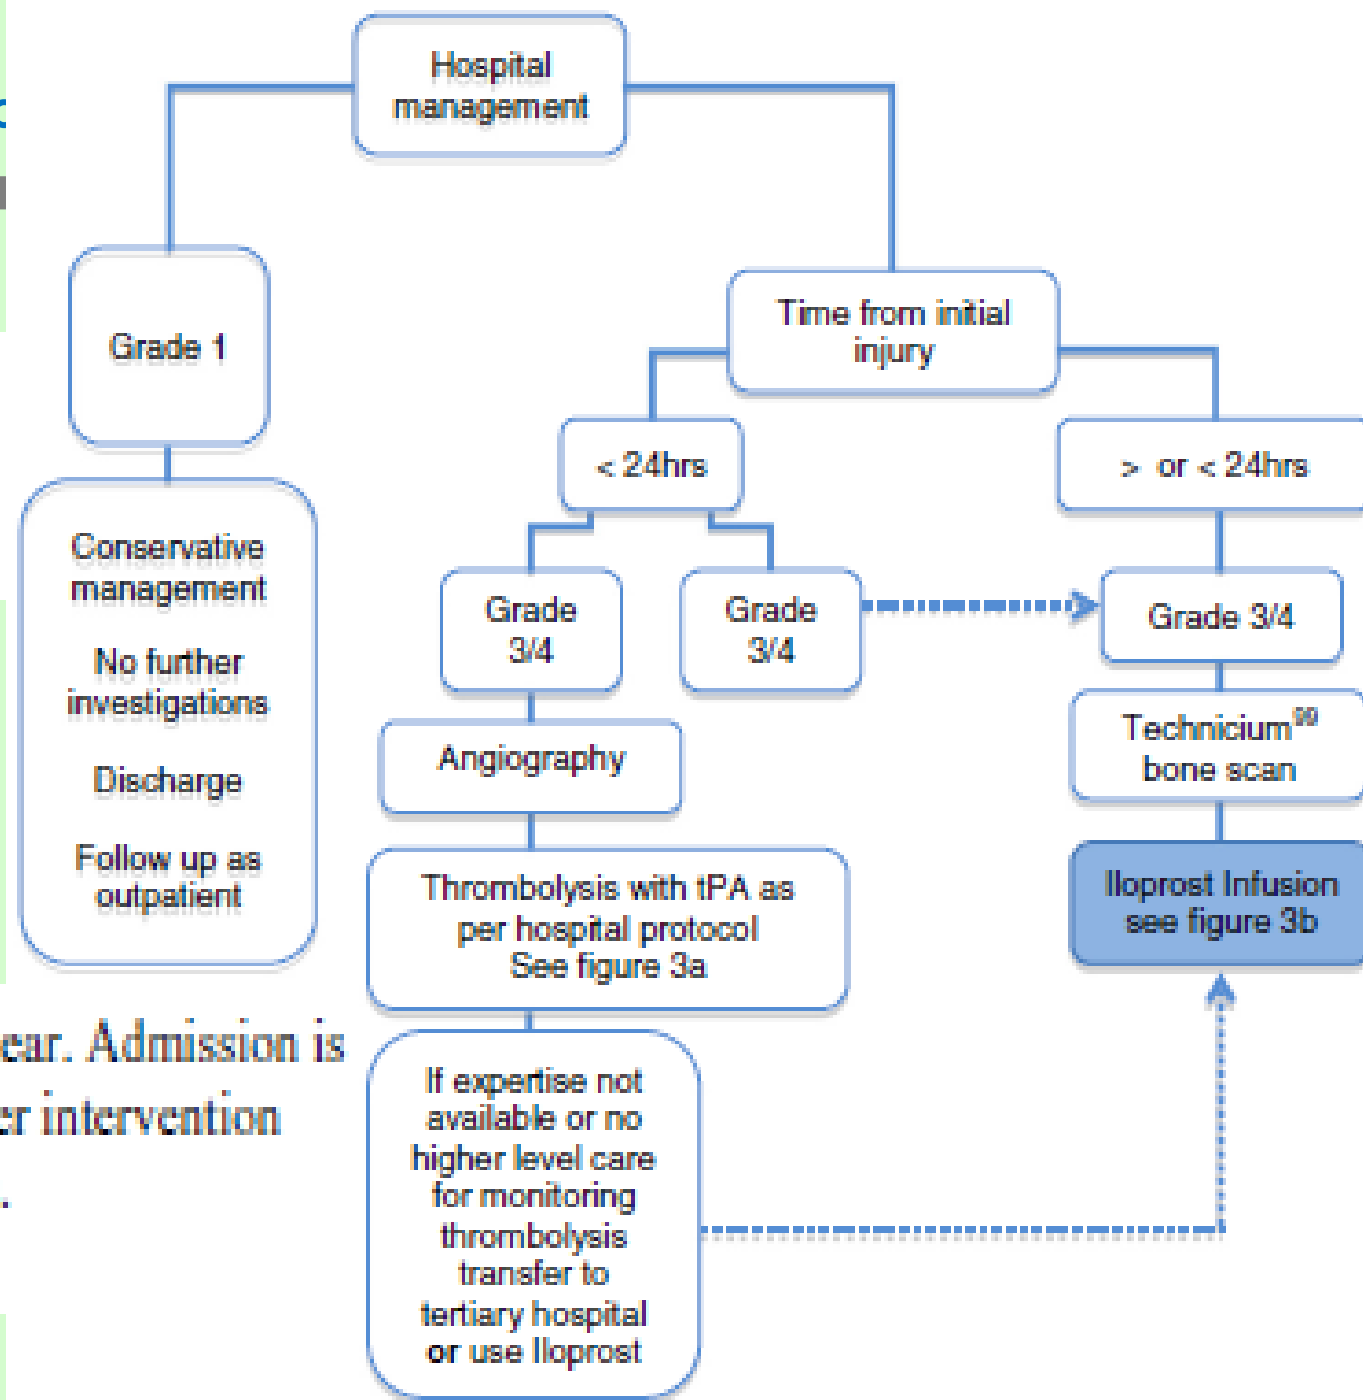 Hospital
management
Grade 1
Time from initial
injury
< 24hrs
> or < 24hrs
Conservative
management
No further
investigations
Discharge
Follow up as
outpatient
Grade
3/4
Grade
3/4
Grade 3/4
Angiography
Technicium⁹⁹
bone scan
Thrombolysis with tPA as
per hospital protocol
See figure 3a
Iloprost Infusion
see figure 3b
If expertise not
available or no
higher level care
for monitoring
thrombolysis
transfer to
tertiary hospital
or use Iloprost
ear. Admission is
er intervention
.